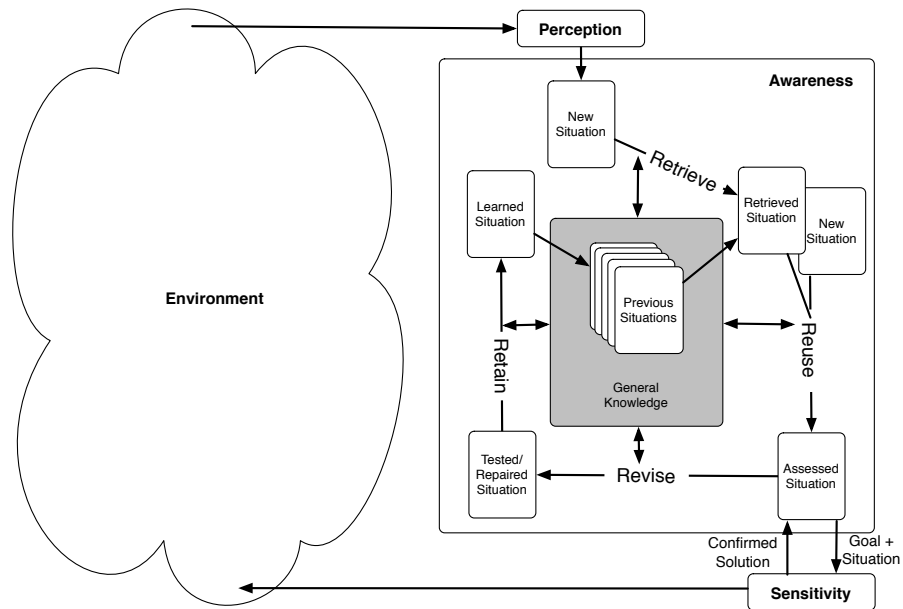 Perception
Awareness
New
Situation
Retrieve
Learned
Situation
Retrieved
Situation
New
Situation
Environment
Previous
Situations
Reuse
Retain
General
Knowledge
Tested/
Repaired
Situation
Revise
Assessed
Situation
Confirmed
Solution
Goal +
Situation
Sensitivity